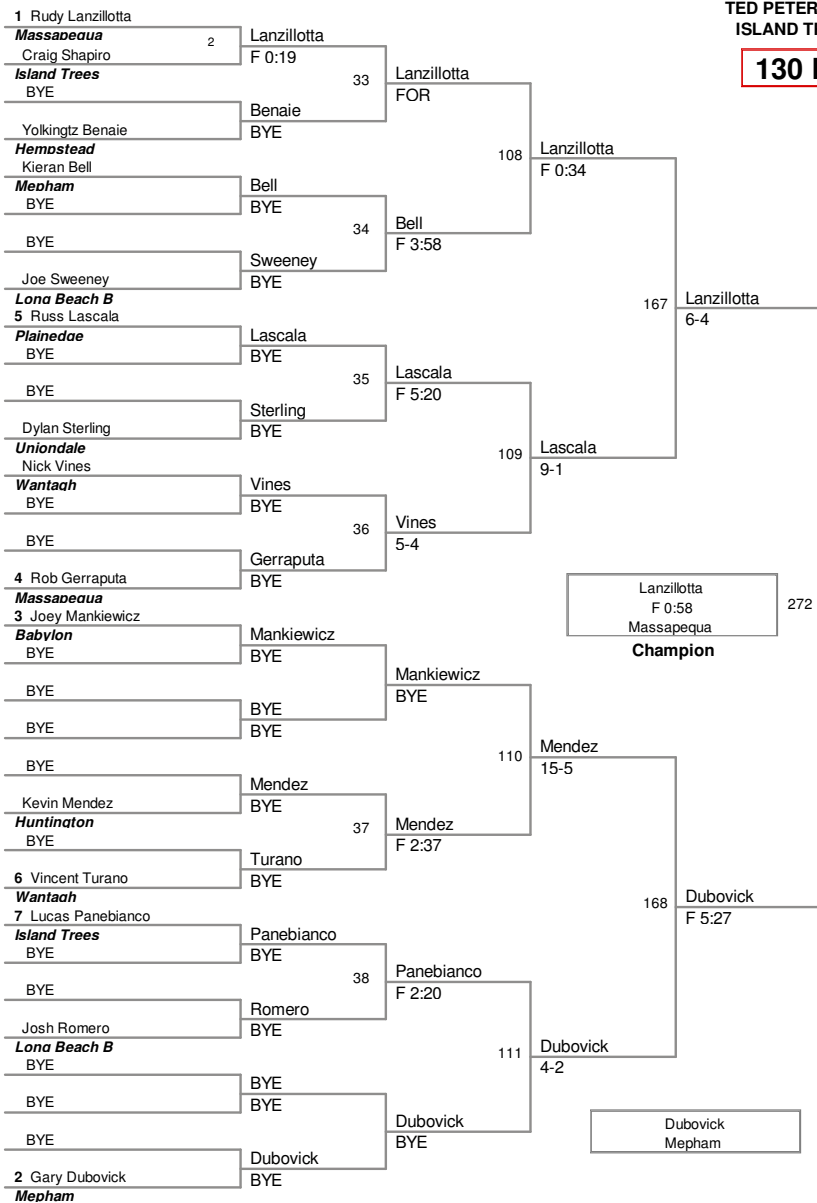 TED PETER
ISLAND T
130
1 Rudy Lanzillotta
Massapequa
Craig Shapiro
Island Trees
BYE
Yolkingtz Benaie
Hempstead
Kieran Bell
Mepham
BYE
BYE
Joe Sweeney
Long Beach B
5 Russ Lascala
Plainedge
BYE
BYE
Dylan Sterling
Uniondale
Nick Vines
Wantagh
BYE
BYE
4 Rob Gerraputa
Massapequa
3 Joey Mankiewicz
Babylon
BYE
BYE
BYE
BYE
Kevin Mendez
Huntington
BYE
6 Vincent Turano
Wantagh
7 Lucas Panebianco
Island Trees
BYE
BYE
Josh Romero
Long Beach B
BYE
BYE
BYE
2 Gary Dubovick
Mepham
2
Lanzillotta
F 0:19
Benaie
BYE
Bell
BYE
Sweeney
BYE
Lascala
BYE
Sterling
BYE
Vines
BYE
Gerraputa
BYE
Mankiewicz
BYE
BYE
BYE
Mendez
BYE
Turano
BYE
Panebianco
BYE
Romero
BYE
BYE
BYE
Dubovick
BYE
33
Lanzillotta
FOR
34
Bell
F 3:58
35
Lascala
F 5:20
36
Vines
5-4
Mankiewicz
BYE
37
Mendez
F 2:37
38
Panebianco
F 2:20
Dubovick
BYE
108
Lanzillotta
F 0:34
109
Lascala
9-1
110
Mendez
15-5
111
Dubovick
4-2
167
Lanzillotta
6-4
168
Dubovick
F 5:27
Lanzillotta
F 0:58
Massapequa
272
Champion
Dubovick
Mepham